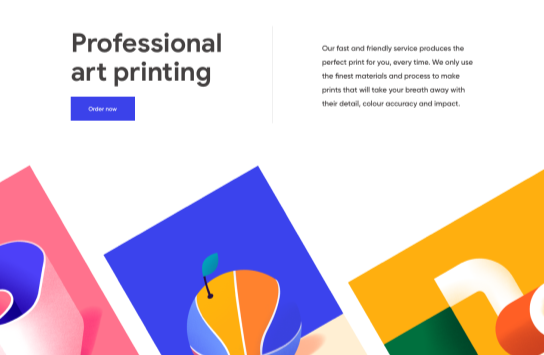 Professional
art printing
Order now
Our fast and friendly service produces the
perfect print for you, every time. We only use
the finest materials and process to make
prints that will take your breath away with
their detail, colour accuracy and impact.